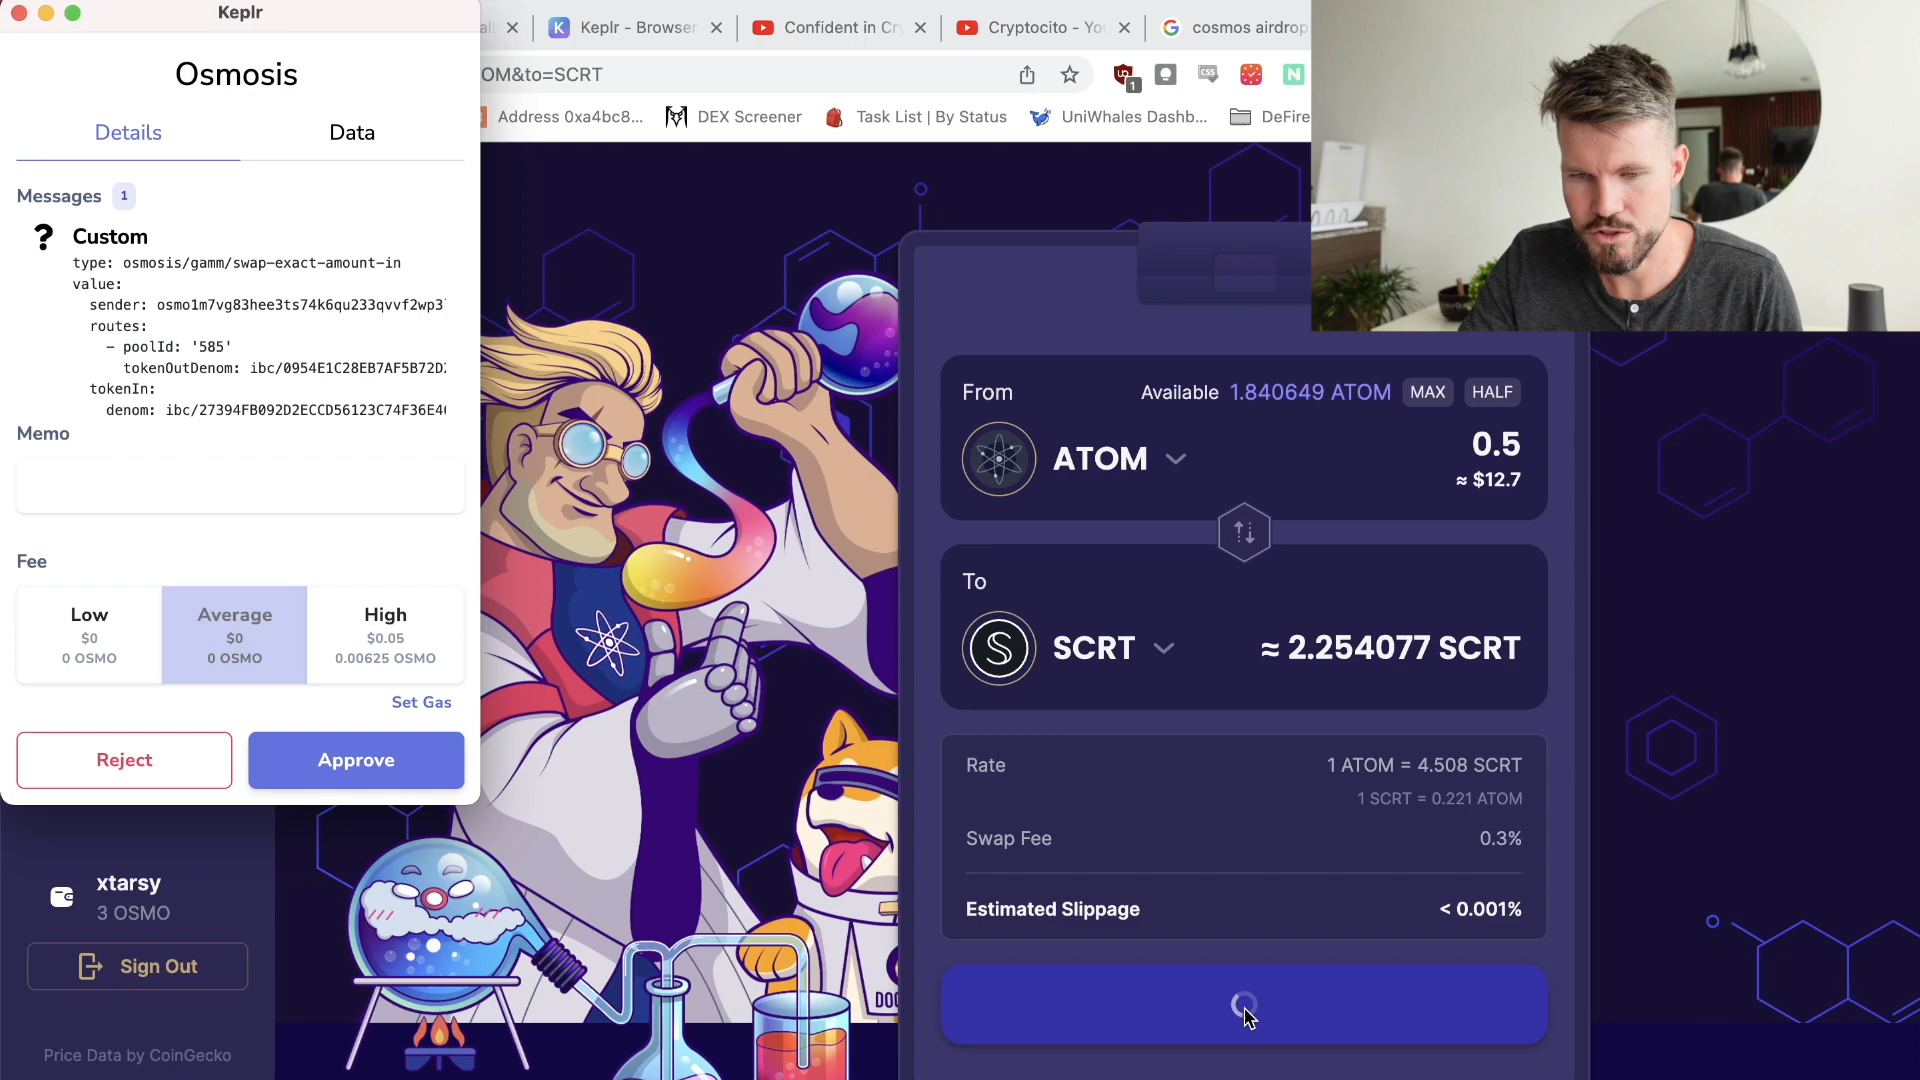 Keplr
Osmosis
Details
Data
Messages 1
? Custom
type: osmosis/gamm/swap-exact-amount-in
value:
sender: osmo1m7vg83hee3ts74k6qu233qvvf2wp3
routes:
- poolId: '585'
tokenOutDenom: ibc/0954E1C28EB7AF5B72D
tokenIn:
denom: ibc/27394FB092D2ECCD56123C74F36E4
Memo
Fee
Low
$0
0 OSMO
Average
$0
0 OSMO
High
$0.05
0.00625 OSMO
Set Gas
Reject
Approve
xtarsy
3 OSMO
Sign Out
Price Data by CoinGecko
Keplr - Browser
Confident in Cr
Cryptocito - You
cosmos airdrop
OM&to=SCRT
1
CSS
N
Address 0xa4bc8...
DEX Screener
Task List | By Status
UniWhales Dashb...
DeFire
From
Available 1.840649 ATOM
MAX
HALF
ATOM
0.5
≈ $12.7
To
SCRT
≈ 2.254077 SCRT
Rate
1 ATOM = 4.508 SCRT
1 SCRT = 0.221 ATOM
Swap Fee
0.3%
Estimated Slippage
< 0.001%